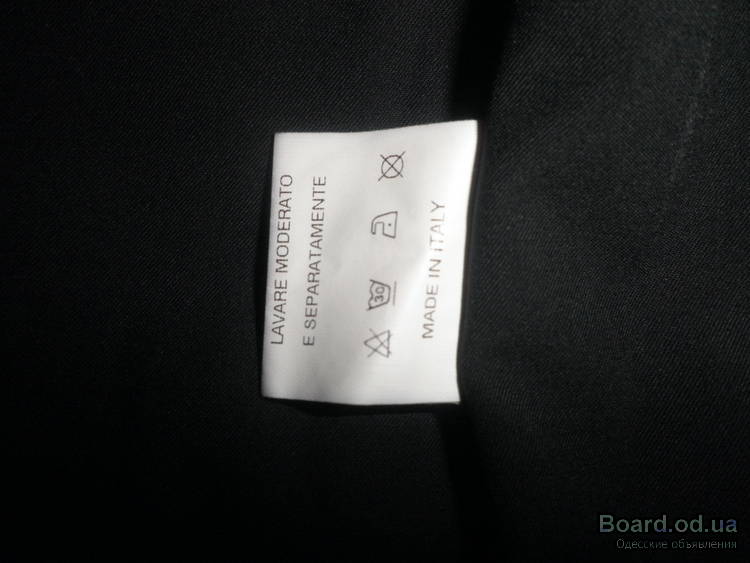 LAVARE MODERATO
E SEPARATAMENTE
30
MADE IN ITALY
Board.od.ua
Одесские объявления